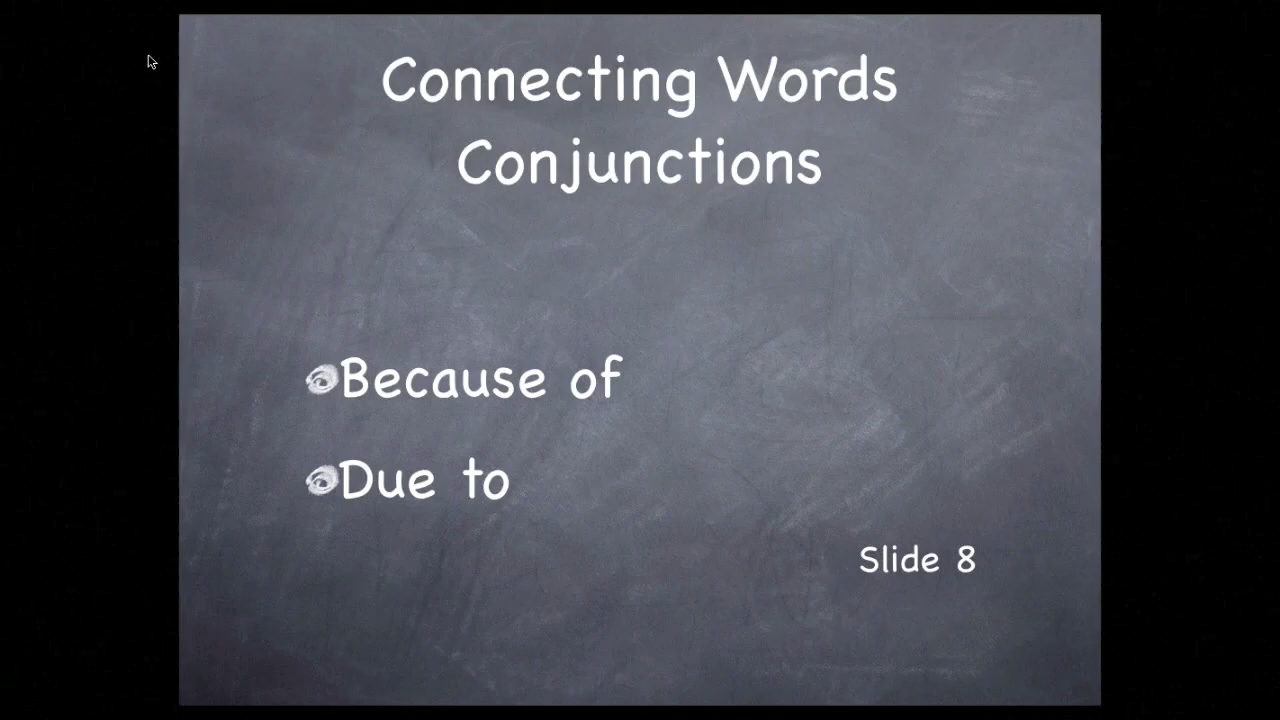 Connecting Words
Conjunctions
Because of
Due to
Slide 8